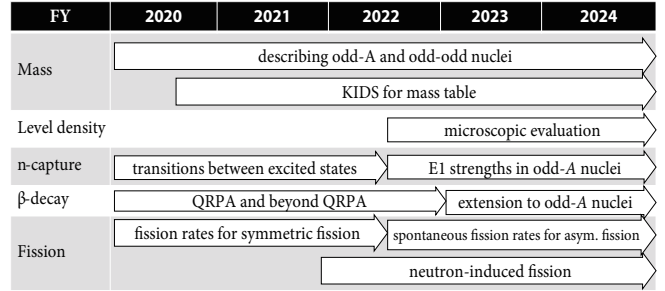 FY 2020 2021 2022 2023 2024
Mass
describing odd-A and odd-odd nuclei
KIDS for mass table
Level density
microscopic evaluation
n-capture
transitions between excited states
E1 strengths in odd-A nuclei
β-decay
QRPA and beyond QRPA
extension to odd-A nuclei
Fission
fission rates for symmetric fission
spontaneous fission rates for asym. fission
neutron-induced fission